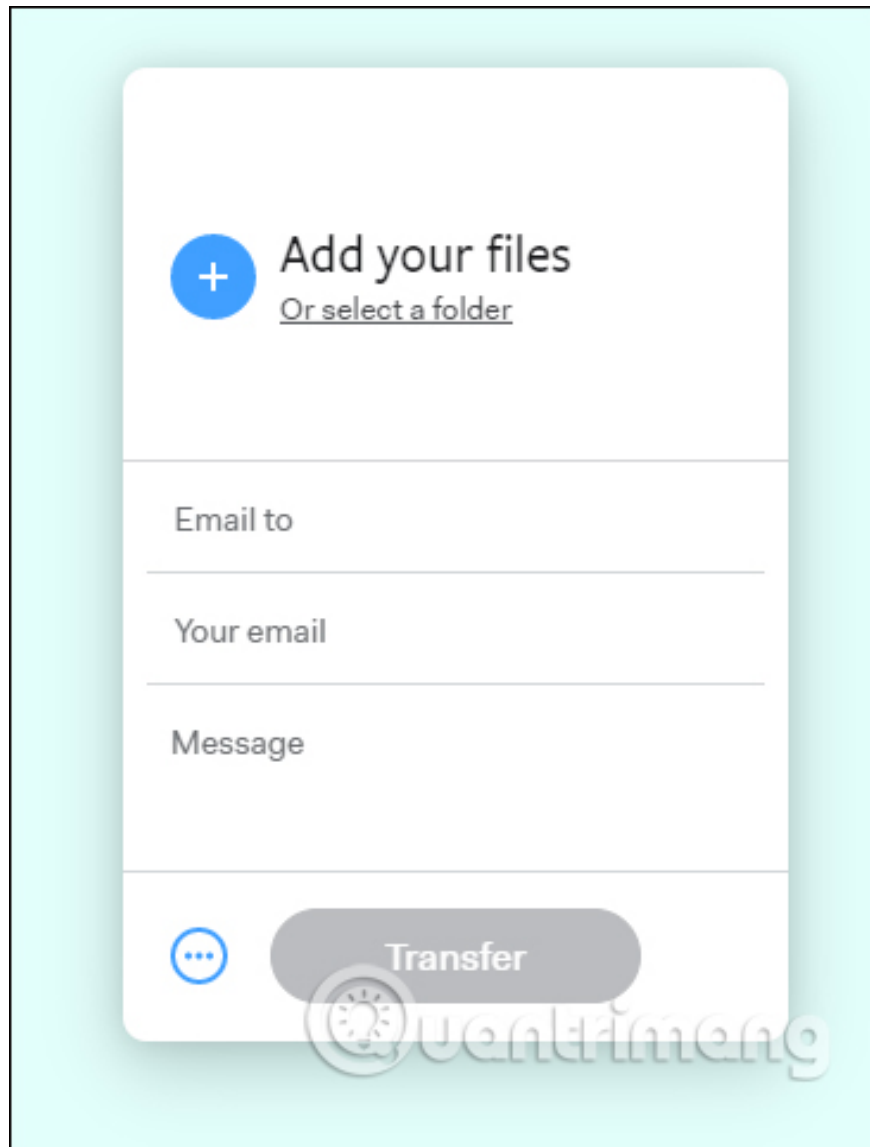 Add your files
Or select a folder
Email to
Your email
Message
Transfer
Quantrimang